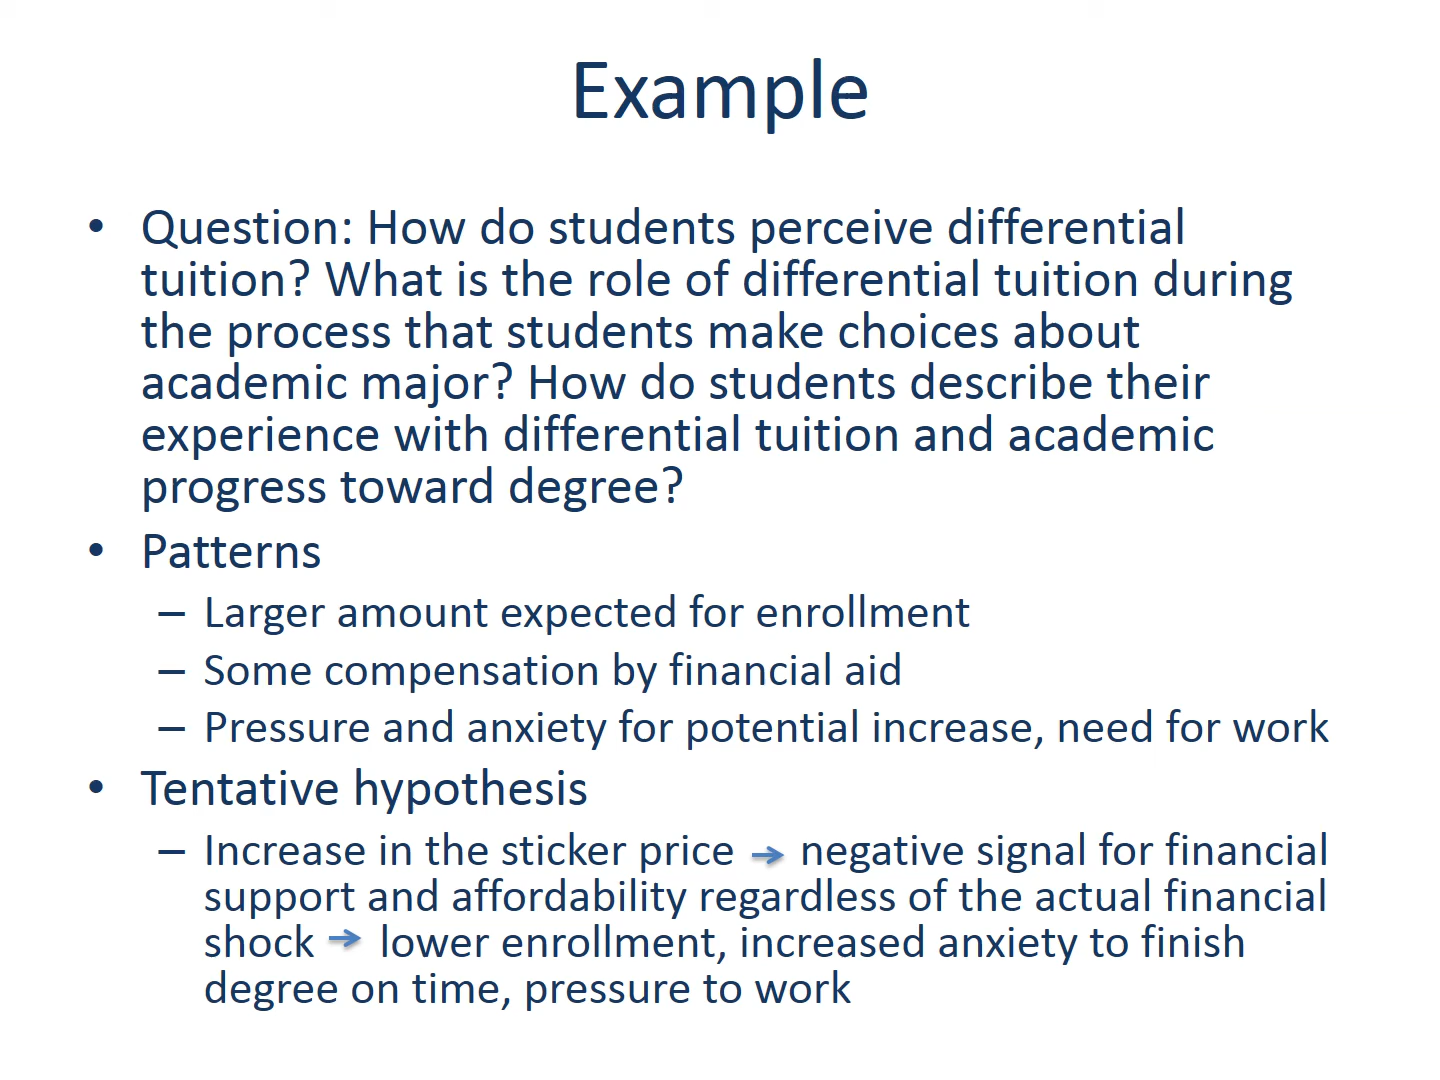 Example
• Question: How do students perceive differential
tuition? What is the role of differential tuition during
the process that students make choices about
academic major? How do students describe their
experience with differential tuition and academic
progress toward degree?
• Patterns
– Larger amount expected for enrollment
– Some compensation by financial aid
– Pressure and anxiety for potential increase, need for work
• Tentative hypothesis
– Increase in the sticker price → negative signal for financial
support and affordability regardless of the actual financial
shock → lower enrollment, increased anxiety to finish
degree on time, pressure to work